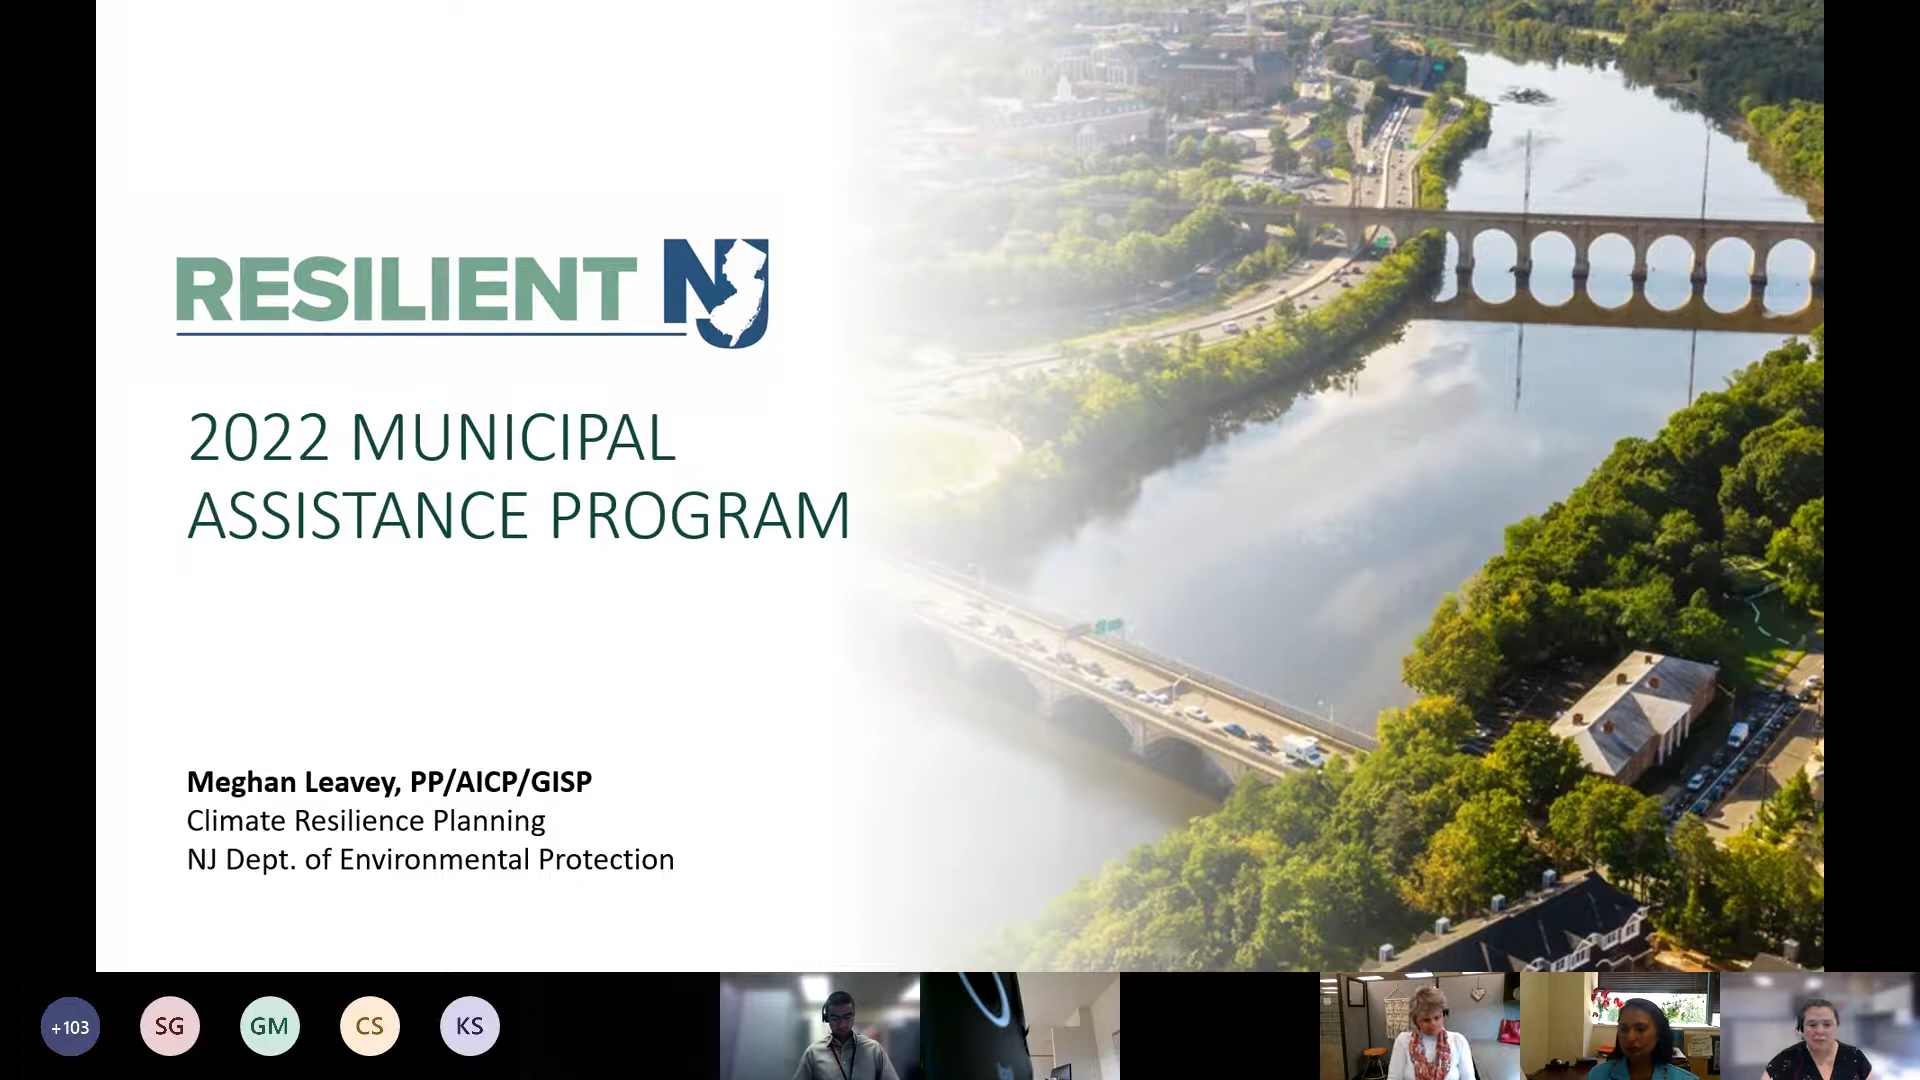 RESILIENT NJ
2022 MUNICIPAL
ASSISTANCE PROGRAM
Meghan Leavey, PP/AICP/GISP
Climate Resilience Planning
NJ Dept. of Environmental Protection
+103
SG
GM
CS
KS